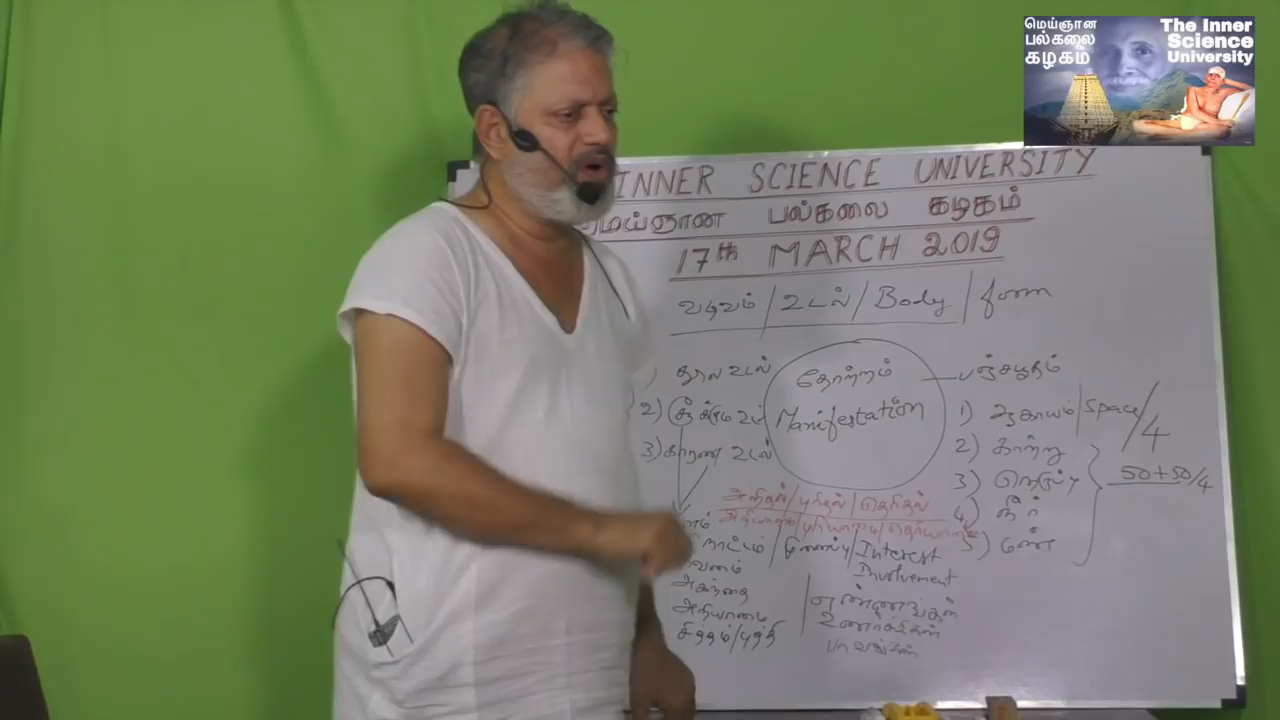 மெய்ஞான
பல்கலை
கழகம்
The Inner
Science
University
INNER SCIENCE UNIVERSITY
மெய்ஞான பல்கலை கழகம்
17th MARCH 2019
வடிவம் / உடல் / Body /
தூல உடல்
2) சூக்கும உடல்
3) காரண உடல்
தோற்றம்
Manifestation
பஞ்சபூதம்
1) ஆகாயம் / Space / 4
2) காற்று
3) நெருப்பு
4) நீர்
5) மண்
50+50/4
அறிதல் / புரிதல் / தெரிதல்
அறியாமை / புரியாமை / தெரியாமை
நாட்டம் / முனைப்பு / Interest
Involvement
அகந்தை
அறியாமை
சித்தம் / புத்தி
எண்ணங்கள்
உணர்ச்சிகள்
பாவங்கள்